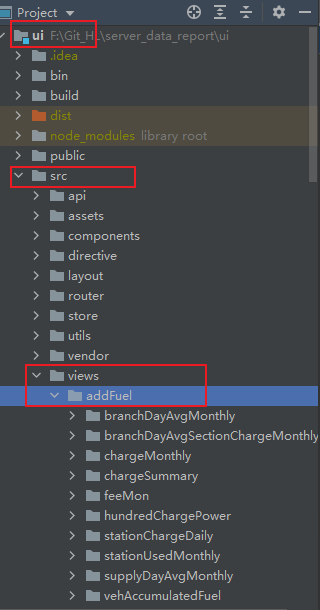 Project
ui F:\Git_H_\server_data_report\ui
.idea
bin
build
dist
node_modules library root
public
src
api
assets
components
directive
layout
router
store
utils
vendor
views
addFuel
branchDayAvgMonthly
branchDayAvgSectionChargeMonthly
chargeMonthly
chargeSummary
feeMon
hundredChargePower
stationChargeDaily
stationUsedMonthly
supplyDayAvgMonthly
vehAccumulatedFuel